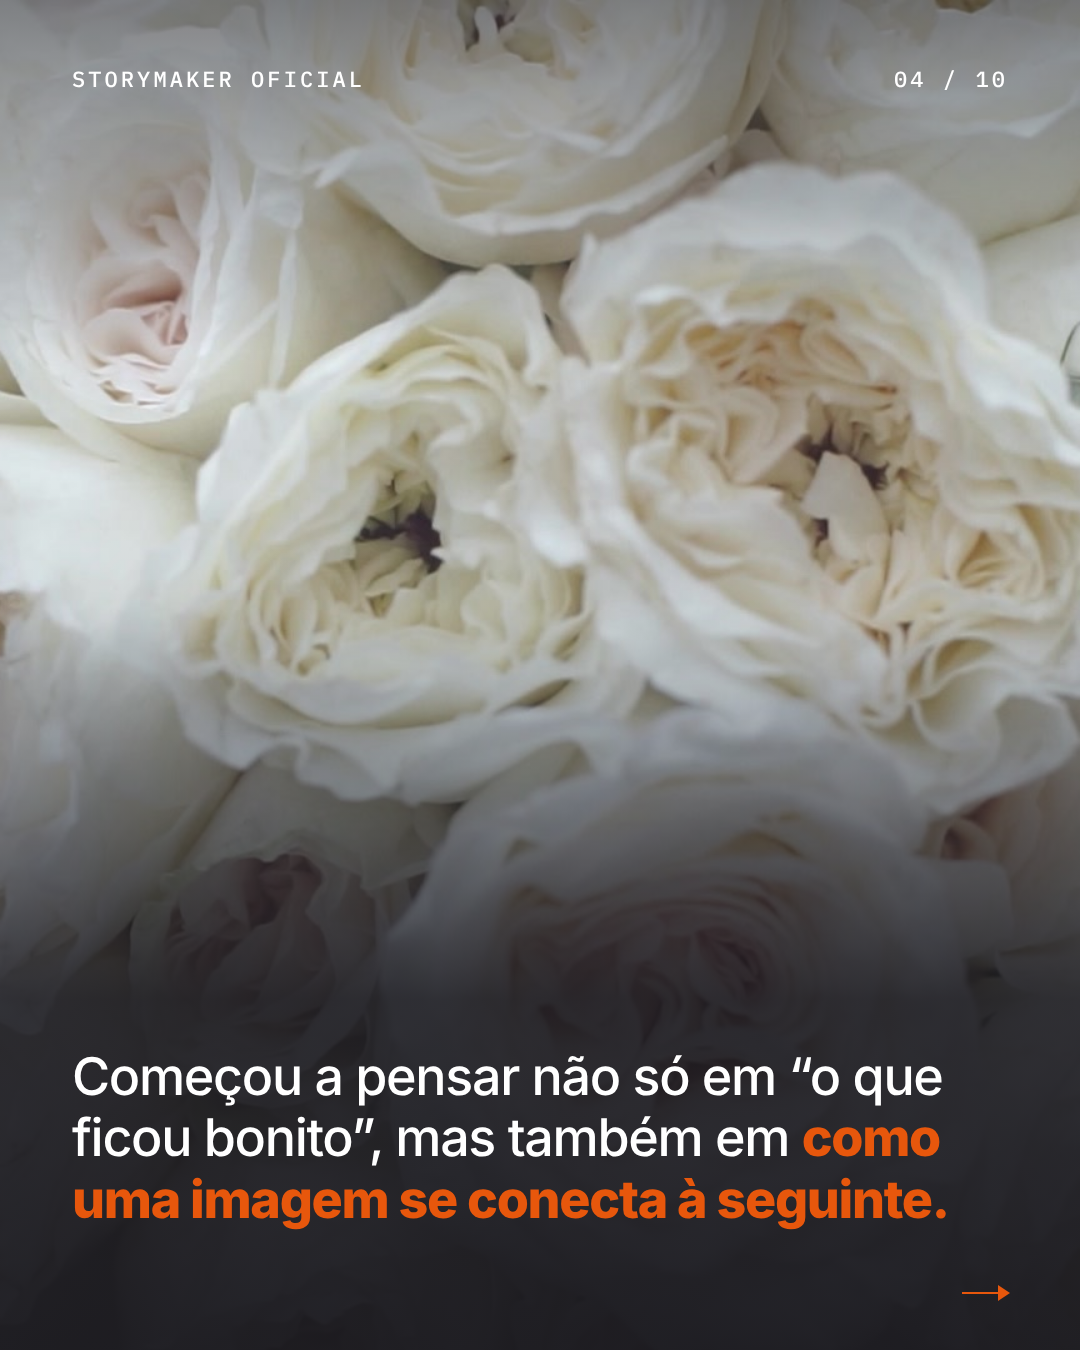 STORYMAKER OFICIAL
04 / 10
Começou a pensar não só em “o que
ficou bonito”, mas também em como
uma imagem se conecta à seguinte.